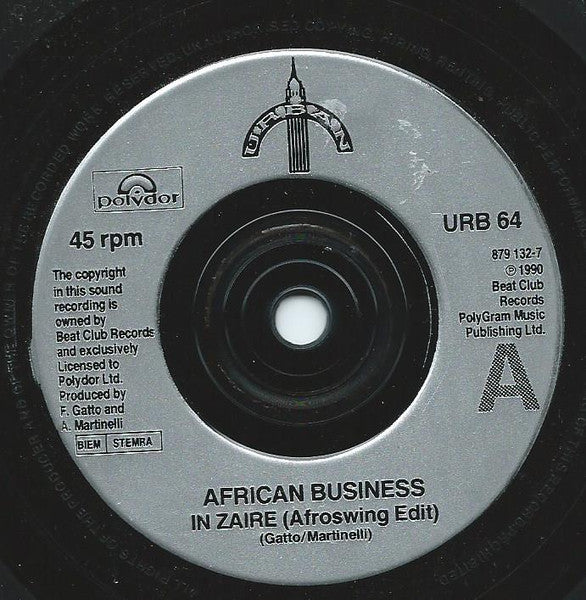 URBAN
polydor
45 rpm
The copyright
in this sound
recording is
owned by
Beat Club Records
and exclusively
Licensed to
Polydor Ltd.
Produced by
F. Gatto and
A. Martinelli
BIEM STEMRA
URB 64
879 132-7
℗ 1990
Beat Club
Records
PolyGram Music
Publishing Ltd.
A
AFRICAN BUSINESS
IN ZAIRE (Afroswing Edit)
(Gatto/Martinelli)